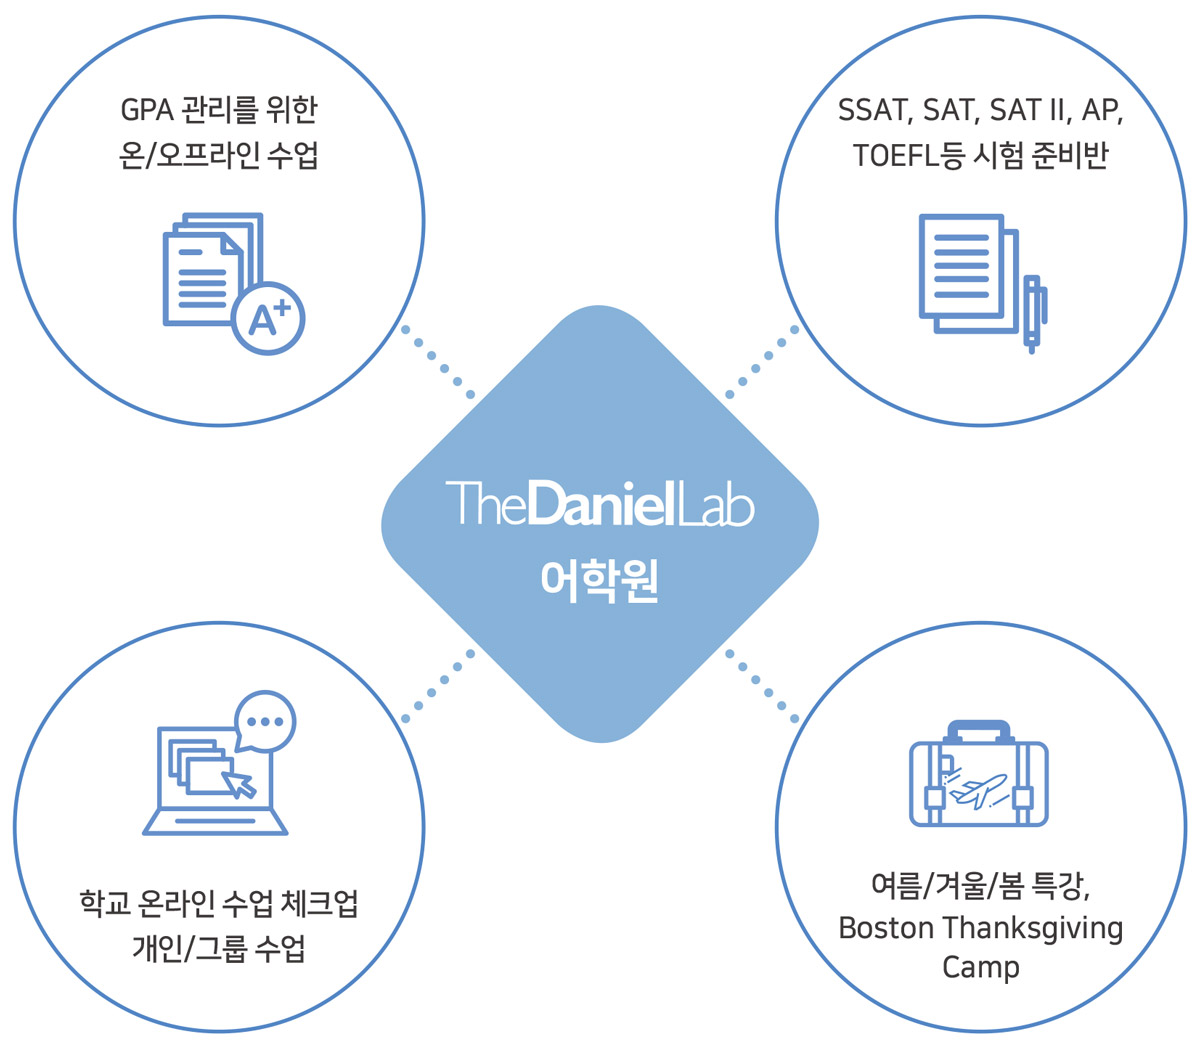 GPA 관리를 위한
온/오프라인 수업
A+
SSAT, SAT, SAT II, AP,
TOEFL등 시험 준비반
TheDanielLab
어학원
학교 온라인 수업 체크업
개인/그룹 수업
여름/겨울/봄 특강,
Boston Thanksgiving
Camp